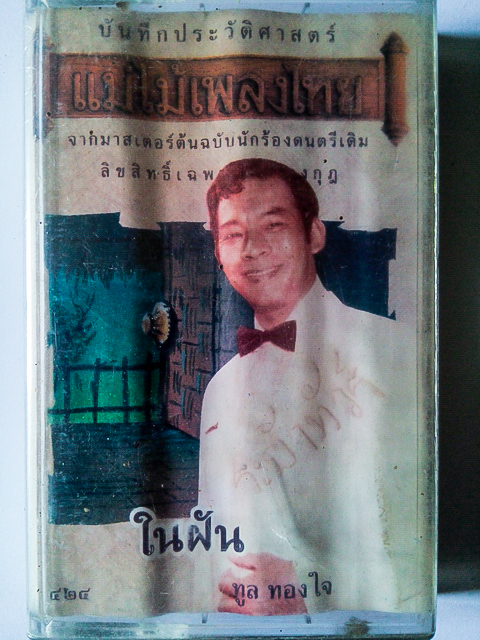 บันทึกประวัติศาสตร์
แม่ไม้เพลงไทย
จากมาสเตอร์ต้นฉบับนักร้องดนตรีเดิม
ลิขสิทธิ์
ในฝัน
๔๒๔
ทูล ทองใจ